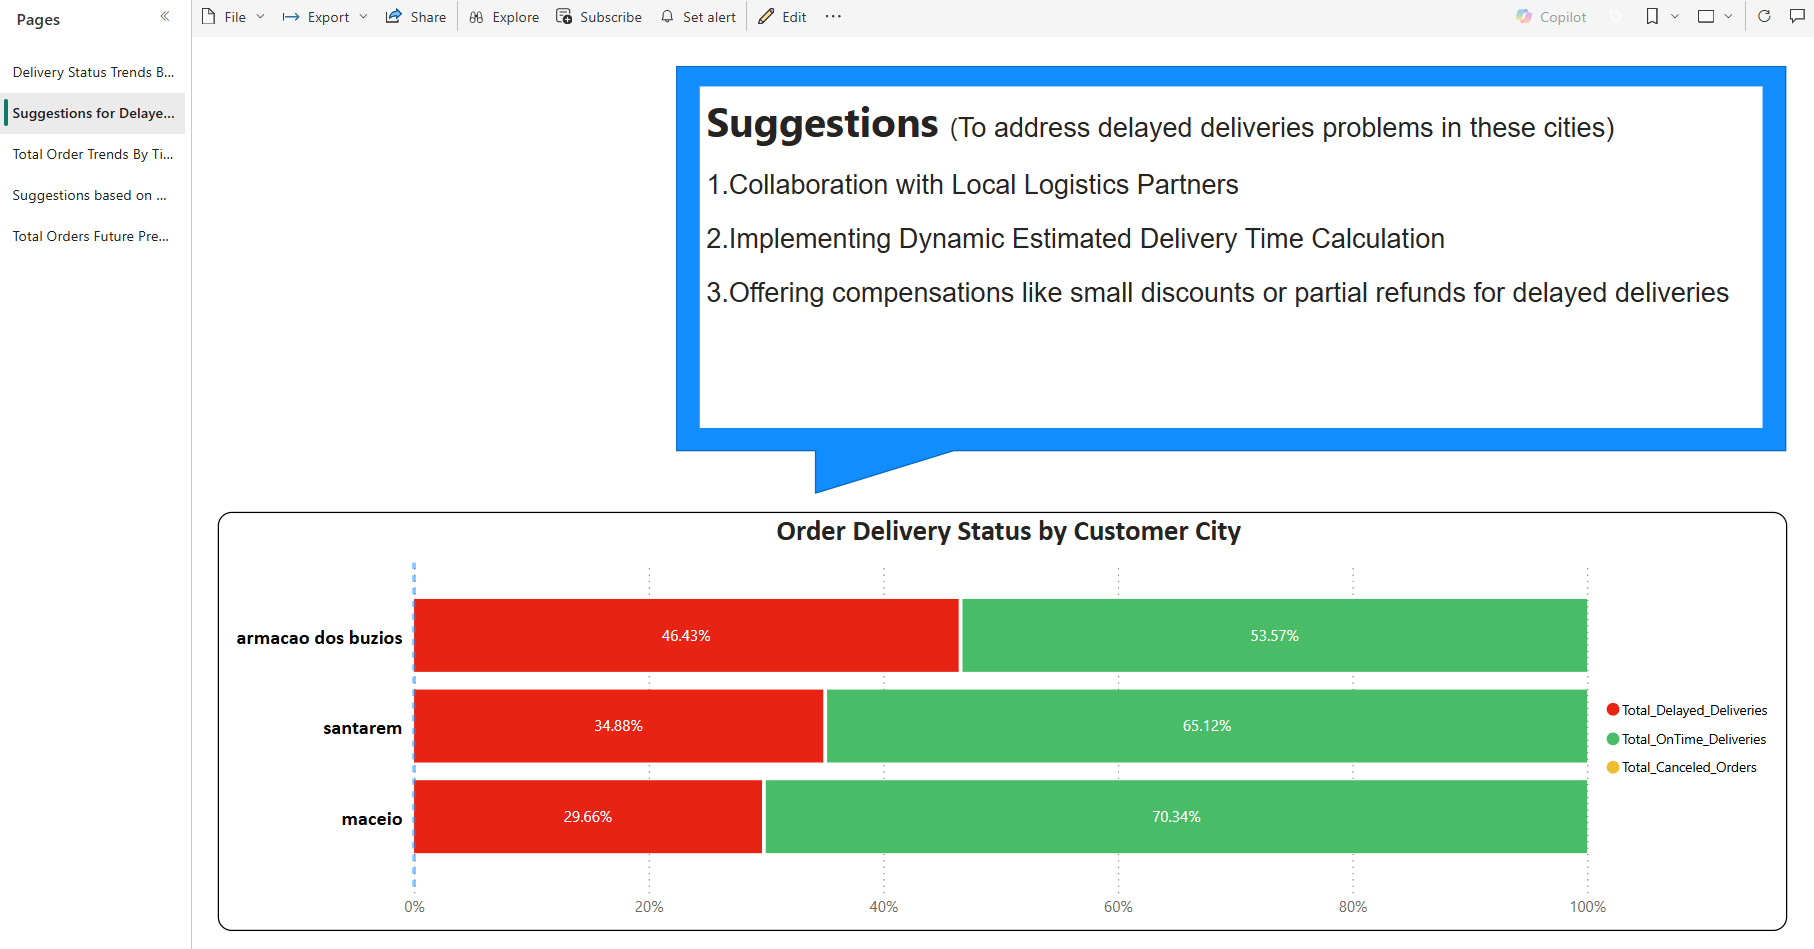 Pages
File Export Share Explore Subscribe Set alert Edit ... Copilot
Delivery Status Trends B...
Suggestions for Delaye...
Total Order Trends By Ti...
Suggestions based on ...
Total Orders Future Pre...
Suggestions (To address delayed deliveries problems in these cities)
1.Collaboration with Local Logistics Partners
2.Implementing Dynamic Estimated Delivery Time Calculation
3.Offering compensations like small discounts or partial refunds for delayed deliveries
Order Delivery Status by Customer City
armacao dos buzios 46.43% 53.57%
santarem 34.88% 65.12%
maceio 29.66% 70.34%
0% 20% 40% 60% 80% 100%
Total_Delayed_Deliveries
Total_OnTime_Deliveries
Total_Canceled_Orders